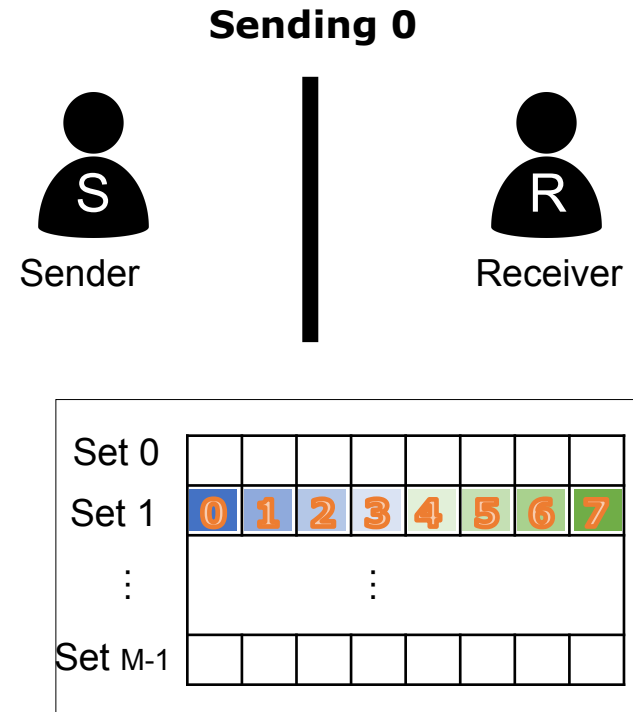 Sending 0
S R
Sender Receiver
Set 0
Set 1 0 1 2 3 4 5 6 7
⋮ ⋮
Set M-1